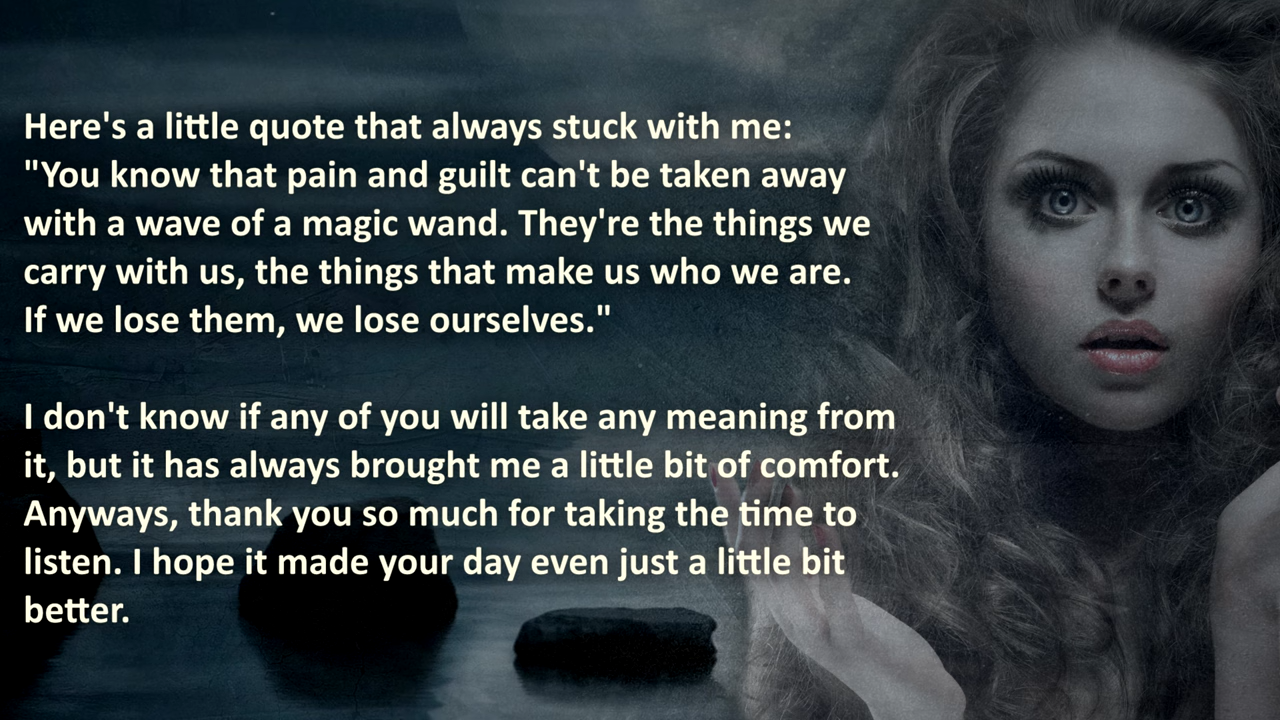 Here's a little quote that always stuck with me:
"You know that pain and guilt can't be taken away
with a wave of a magic wand. They're the things we
carry with us, the things that make us who we are.
If we lose them, we lose ourselves."
I don't know if any of you will take any meaning from
it, but it has always brought me a little bit of comfort.
Anyways, thank you so much for taking the time to
listen. I hope it made your day even just a little bit
better.